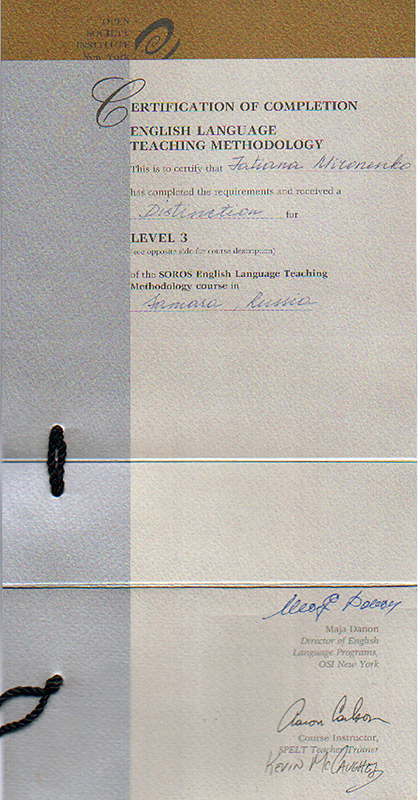 OPEN
SOCIETY
INSTITUTE
New York
CERTIFICATION OF COMPLETION
ENGLISH LANGUAGE
TEACHING METHODOLOGY
This is to certify that Tatiana Mironenko
has completed the requirements and received a
Distinction for
LEVEL 3
(see opposite side for course description)
of the SOROS English Language Teaching
Methodology course in
Samara, Russia
Maja Danon
Director of English
Language Programs,
OSI New York
Aaron Carlson
Course Instructor,
SPELT Teacher Trainer
KEVIN McCAUGHEY